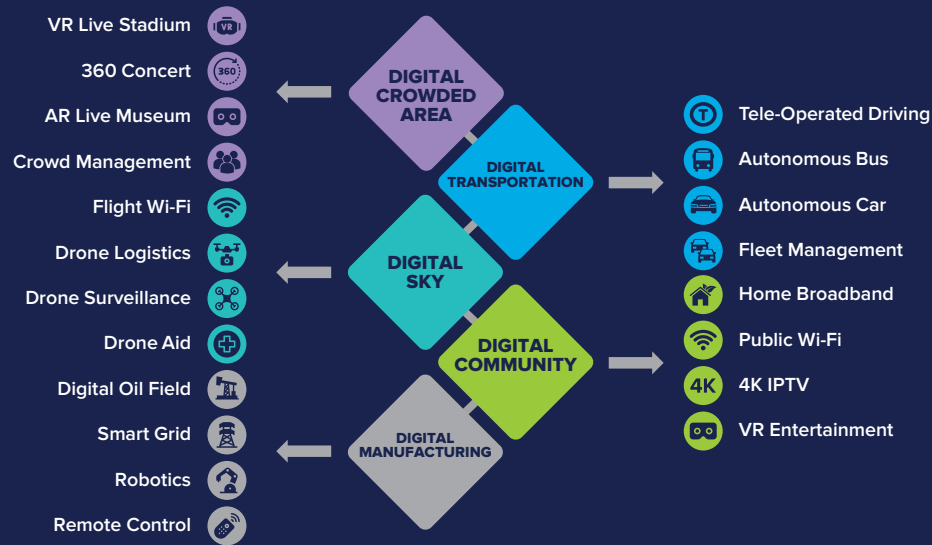 VR Live Stadium
VR
360 Concert
360
AR Live Museum
Crowd Management
Flight Wi-Fi
Drone Logistics
Drone Surveillance
Drone Aid
Digital Oil Field
Smart Grid
Robotics
Remote Control
DIGITAL
CROWDED
AREA
DIGITAL
TRANSPORTATION
DIGITAL
SKY
DIGITAL
COMMUNITY
DIGITAL
MANUFACTURING
T
Tele-Operated Driving
Autonomous Bus
Autonomous Car
Fleet Management
Home Broadband
Public Wi-Fi
4K
4K IPTV
VR Entertainment